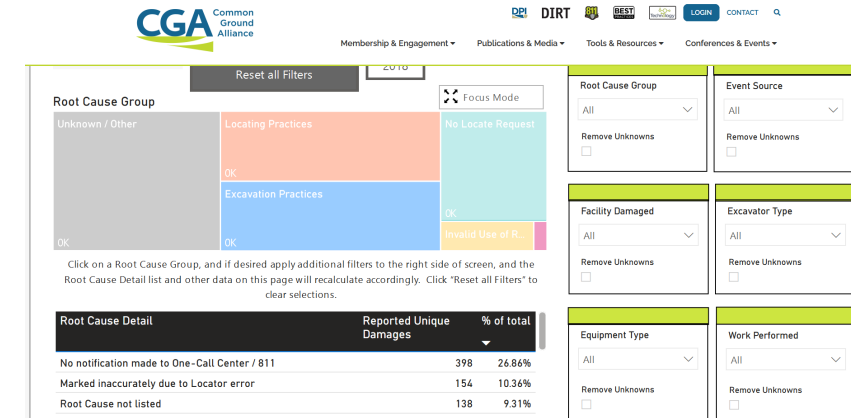 CGA Common Ground Alliance
DPI DIRT 811 BEST
LOGIN CONTACT
Membership & Engagement Publications & Media Tools & Resources Conferences & Events
2018
Reset all Filters
Focus Mode
Root Cause Group
Unknown / Other
0K
Locating Practices
0K
Excavation Practices
0K
No Locate Request
0K
Invalid Use of R...
Click on a Root Cause Group, and if desired apply additional filters to the right side of screen, and the
Root Cause Detail list and other data on this page will recalculate accordingly. Click "Reset all Filters" to
clear selections.
Root Cause Detail Reported Unique Damages % of total
No notification made to One-Call Center / 811 398 26.86%
Marked inaccurately due to Locator error 154 10.36%
Root Cause not listed 138 9.31%
Root Cause Group
All
Remove Unknowns
Event Source
All
Remove Unknowns
Facility Damaged
All
Remove Unknowns
Excavator Type
All
Remove Unknowns
Equipment Type
All
Remove Unknowns
Work Performed
All
Remove Unknowns